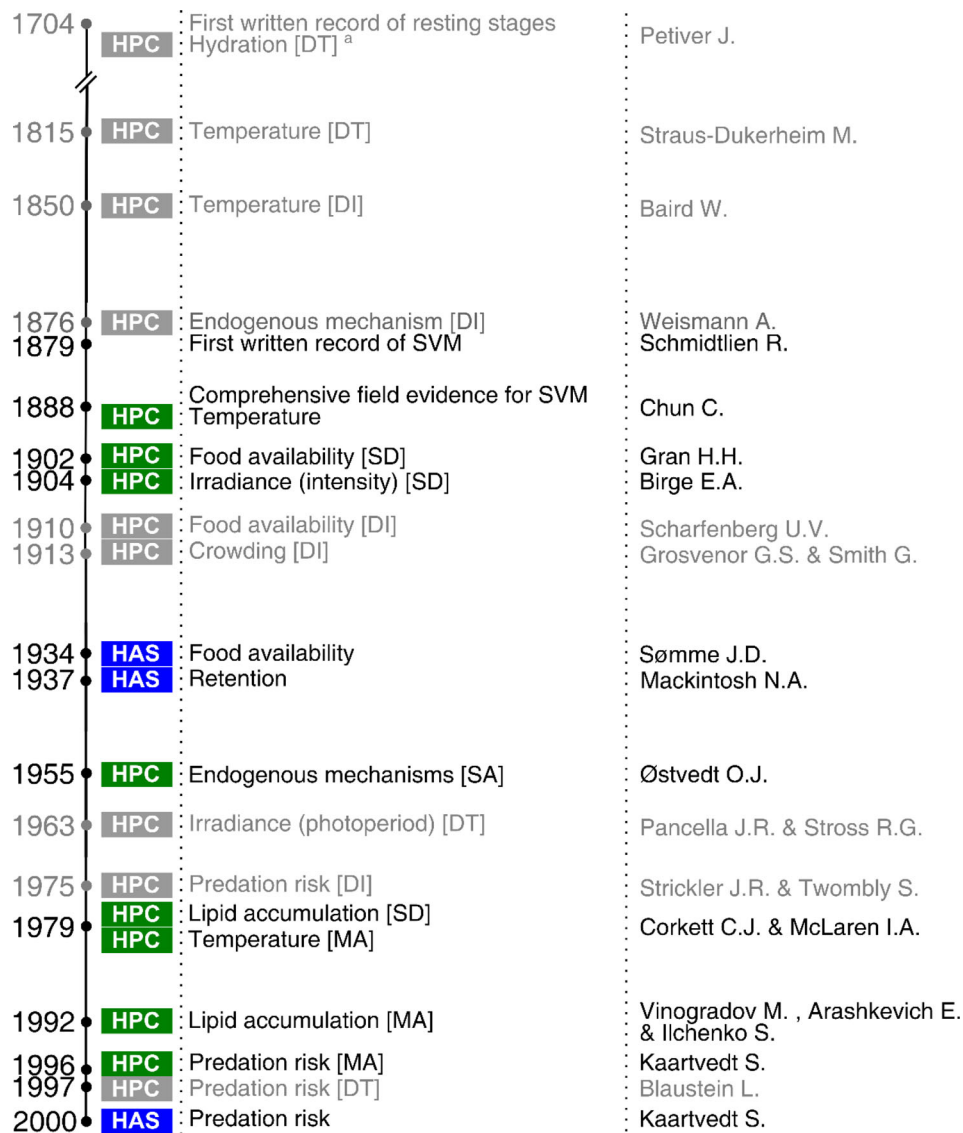 1704 First written record of resting stages Petiver J.
HPC Hydration [DT] a
1815 HPC Temperature [DT] Straus-Dukerheim M.
1850 HPC Temperature [DI] Baird W.
1876 HPC Endogenous mechanism [DI] Weismann A.
1879 First written record of SVM Schmidtlien R.
1888 Comprehensive field evidence for SVM Chun C.
HPC Temperature
1902 HPC Food availability [SD] Gran H.H.
1904 HPC Irradiance (intensity) [SD] Birge E.A.
1910 HPC Food availability [DI] Scharfenberg U.V.
1913 HPC Crowding [DI] Grosvenor G.S. & Smith G.
1934 HAS Food availability Sømme J.D.
1937 HAS Retention Mackintosh N.A.
1955 HPC Endogenous mechanisms [SA] Østvedt O.J.
1963 HPC Irradiance (photoperiod) [DT] Pancella J.R. & Stross R.G.
1975 HPC Predation risk [DI] Strickler J.R. & Twombly S.
1979 HPC Lipid accumulation [SD] Corkett C.J. & McLaren I.A.
HPC Temperature [MA]
1992 HPC Lipid accumulation [MA] Vinogradov M. , Arashkevich E.
& Ilchenko S.
1996 HPC Predation risk [MA] Kaartvedt S.
1997 HPC Predation risk [DT] Blaustein L.
2000 HAS Predation risk Kaartvedt S.